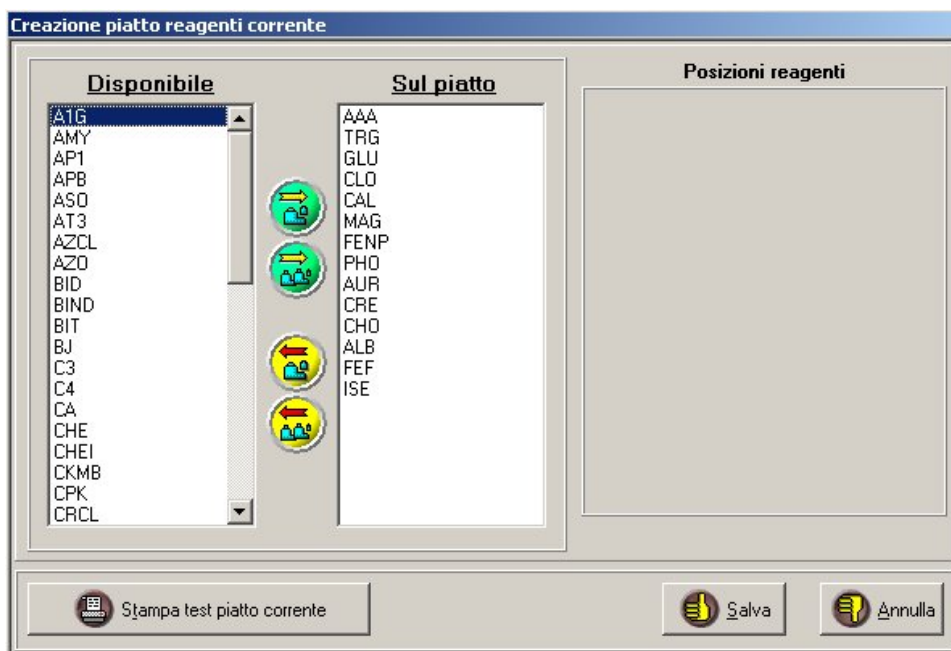 Creazione piatto reagenti corrente
Disponibile
A1G
AMY
AP1
APB
ASO
AT3
AZCL
AZO
BID
BIND
BIT
BJ
C3
C4
CA
CHE
CHEI
CKMB
CPK
CRCL
Sul piatto
AAA
TRG
GLU
CLO
CAL
MAG
FENP
PHO
AUR
CRE
CHO
ALB
FEF
ISE
Posizioni reagenti
Stampa test piatto corrente
Salva
Annulla